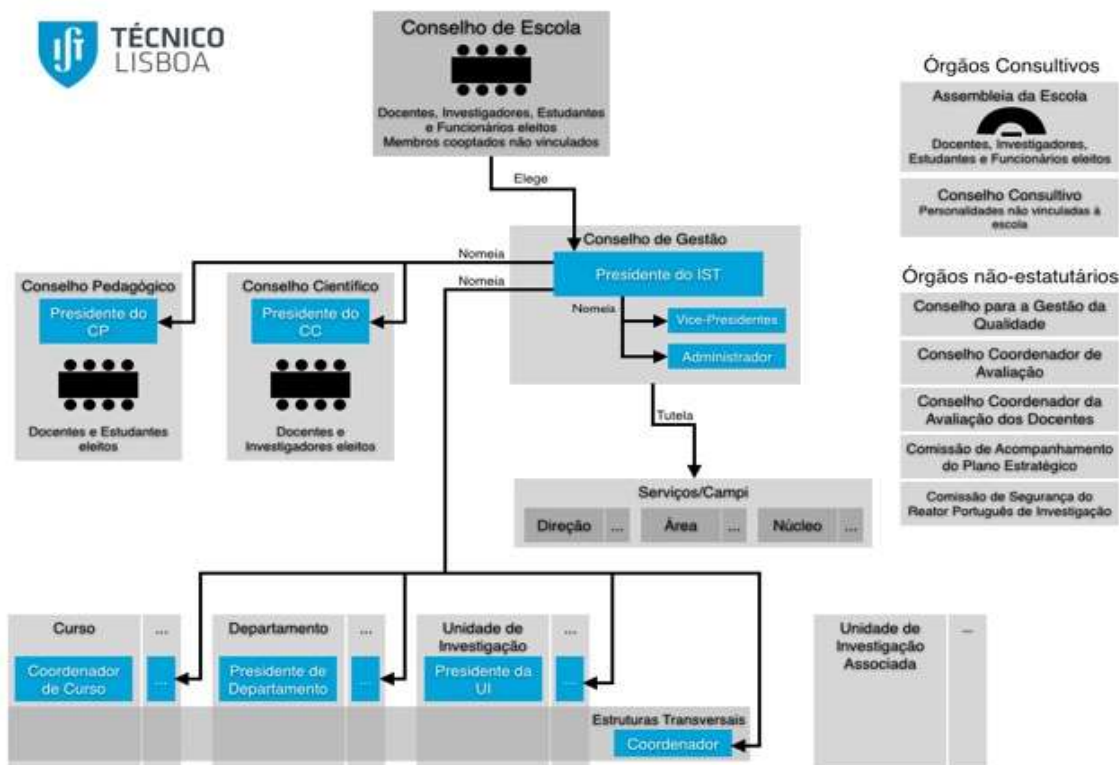 TÉCNICO
LISBOA
Conselho de Escola
Docentes, Investigadores, Estudantes
e Funcionários eleitos
Membros cooptados não vinculados
Elege
Órgãos Consultivos
Assembleia da Escola
Docentes, Investigadores,
Estudantes e Funcionários eleitos
Conselho Consultivo
Personalidades não vinculadas à
escola
Conselho de Gestão
Presidente do IST
Nomeia
Nomeia
Nomeia
Vice-Presidentes
Administrador
Tutela
Conselho Pedagógico
Presidente do
CP
Docentes e Estudantes
eleitos
Conselho Científico
Presidente do
CC
Docentes e
Investigadores eleitos
Órgãos não-estatutários
Conselho para a Gestão da
Qualidade
Conselho Coordenador de
Avaliação
Conselho Coordenador da
Avaliação dos Docentes
Comissão de Acompanhamento
do Plano Estratégico
Comissão de Segurança do
Reator Português de Investigação
Serviços/Campi
Direção ... Área ... Núcleo ...
Curso ...
Coordenador
de Curso ...
Departamento ...
Presidente de
Departamento ...
Unidade de
Investigação ...
Presidente da
UI ...
Estruturas Transversais
Coordenador
Unidade de
Investigação
Associada ...